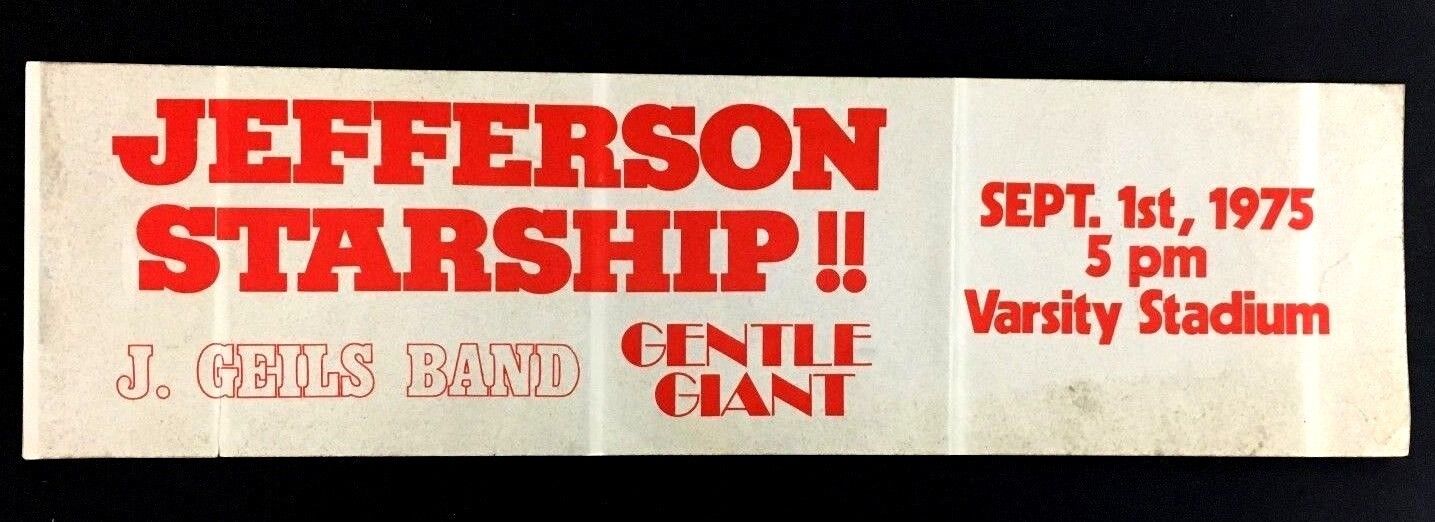 JEFFERSON
STARSHIP!!
J. GEILS BAND
GENTLE
GIANT
SEPT. 1st, 1975
5 pm
Varsity Stadium